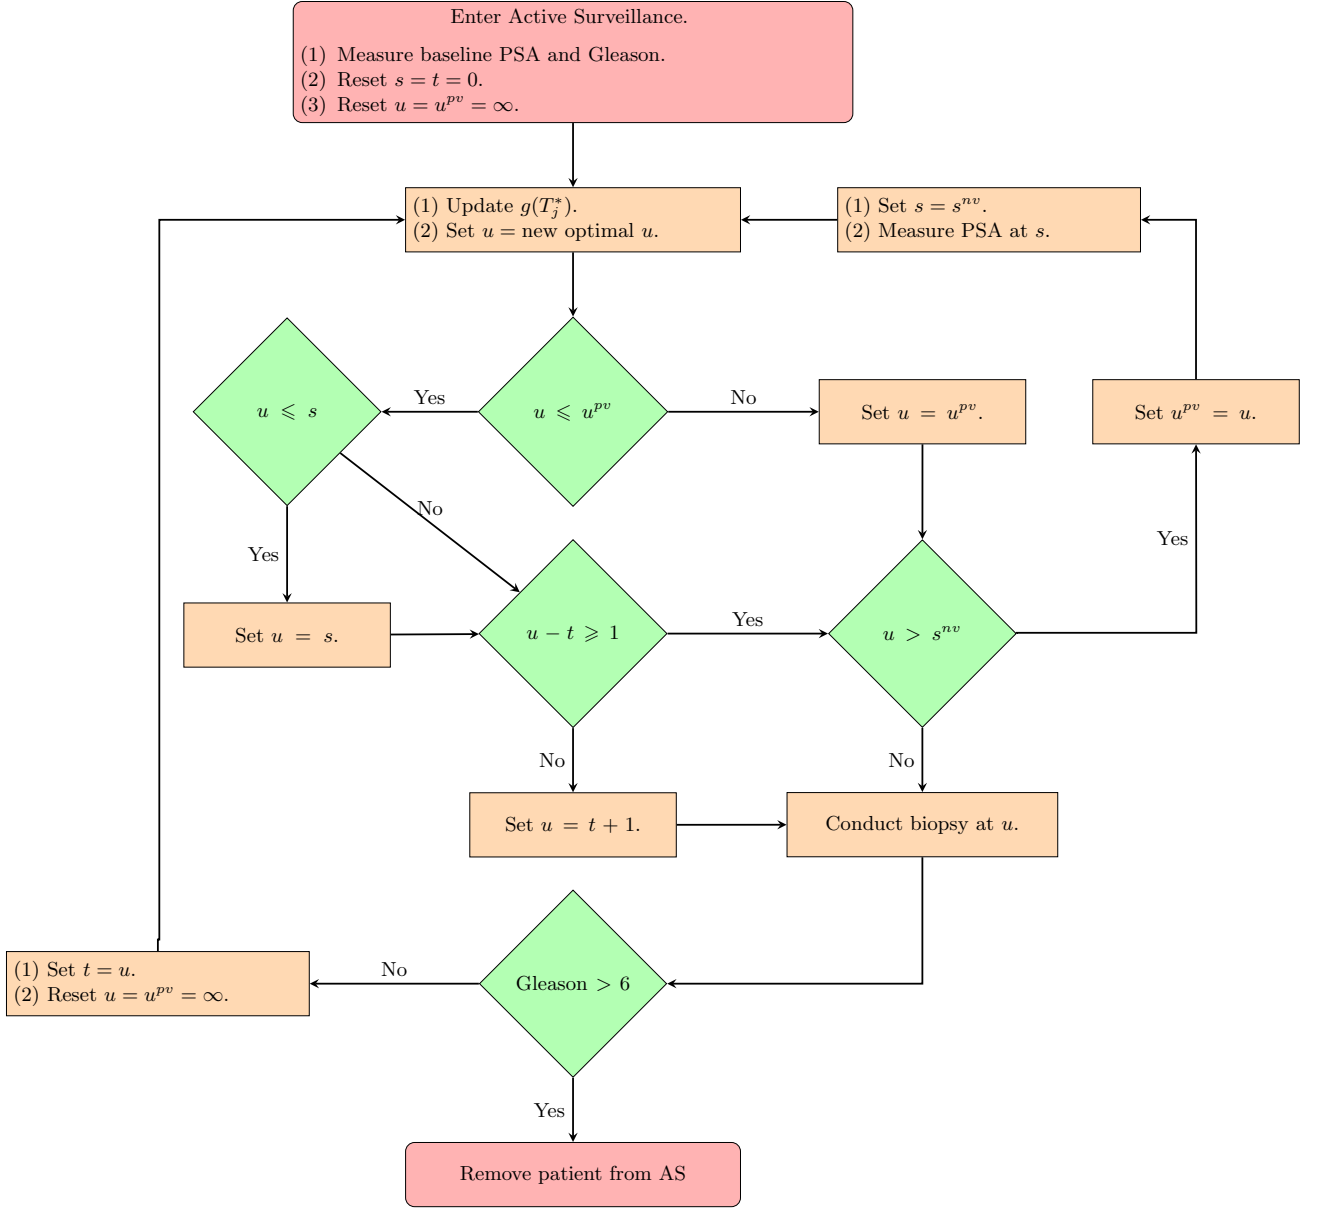 Enter Active Surveillance.
(1) Measure baseline PSA and Gleason.
(2) Reset s = t = 0.
(3) Reset u = u^{pv} = ∞.
(1) Update g(T_j^*).
(2) Set u = new optimal u.
(1) Set s = s^{nv}.
(2) Measure PSA at s.
u ⩽ s
Yes
u ⩽ u^{pv}
No
Set u = u^{pv}.
Set u^{pv} = u.
No
Yes
Yes
Set u = s.
u − t ⩾ 1
Yes
u > s^{nv}
No
No
Set u = t + 1.
Conduct biopsy at u.
(1) Set t = u.
(2) Reset u = u^{pv} = ∞.
No
Gleason > 6
Yes
Remove patient from AS